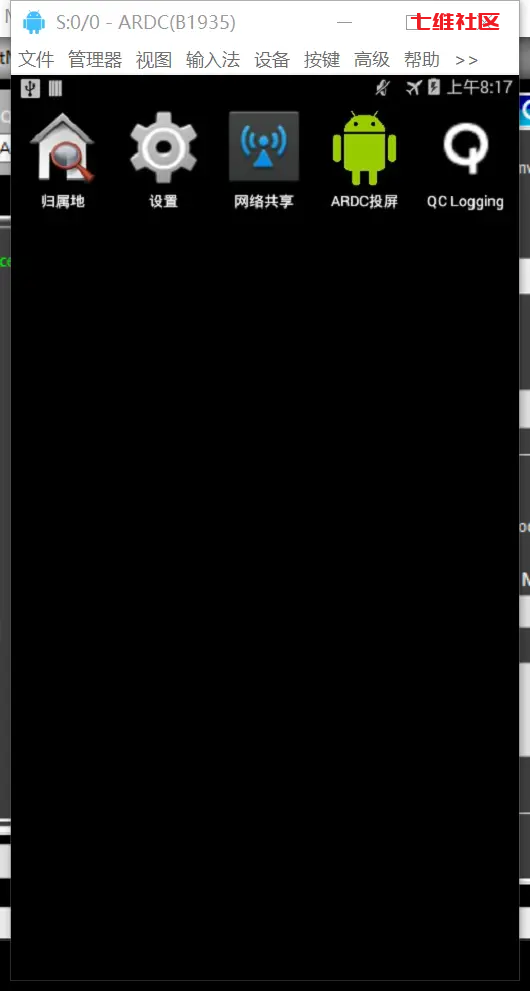 S:0/0 - ARDC(B1935)
七维社区
文件 管理器 视图 输入法 设备 按键 高级 帮助 >>
上午8:17
归属地 设置 网络共享 ARDC投屏 QC Logging